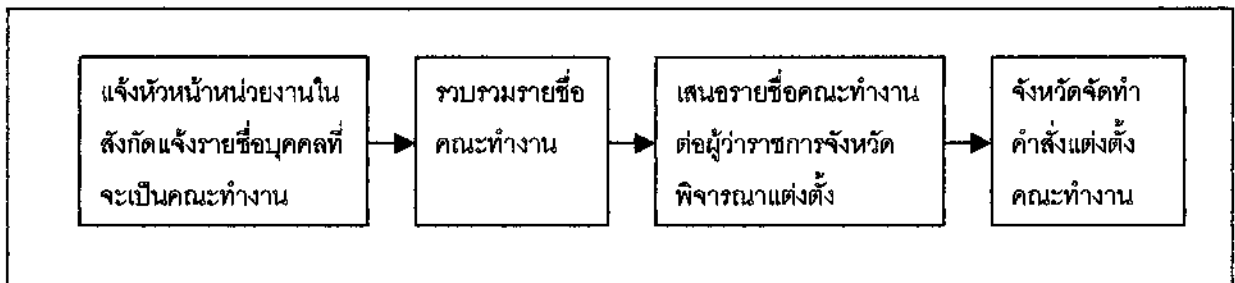 แจ้งหัวหน้าหน่วยงานใน
สังกัดแจ้งรายชื่อบุคคลที่
จะเป็นคณะทำงาน
รวบรวมรายชื่อ
คณะทำงาน
เสนอรายชื่อคณะทำงาน
ต่อผู้ว่าราชการจังหวัด
พิจารณาแต่งตั้ง
จังหวัดจัดทำ
คำสั่งแต่งตั้ง
คณะทำงาน